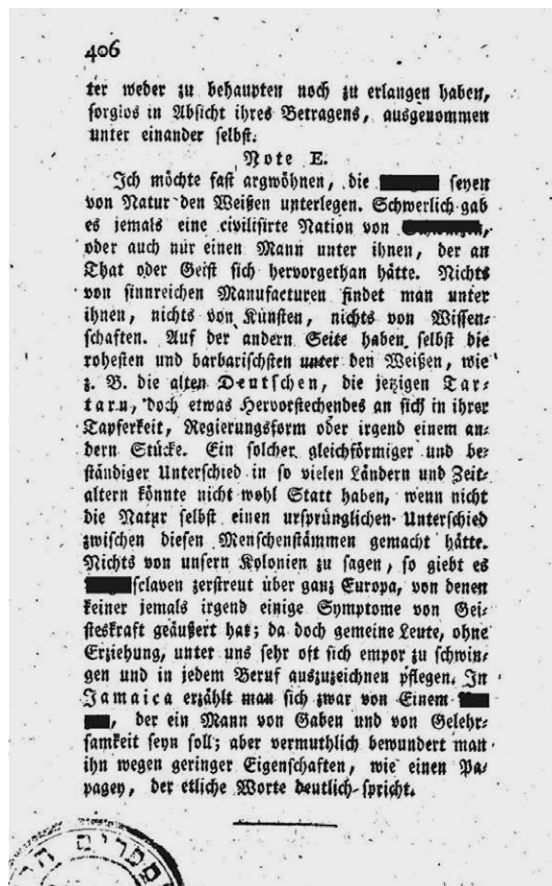 406
ter weder zu behaupten noch zu erlangen haben,
sorglos in Absicht ihres Betragens, ausgenommen
unter einander selbst.
Note E.
Ich möchte fast argwöhnen, die seyen
von Natur den Weißen unterlegen. Schwerlich gab
es jemals eine civilisirte Nation von
oder auch nur einen Mann unter ihnen, der an
That oder Geist sich hervorgethan hätte. Nichts
von sinnreichen Manufacturen findet man unter
ihnen, nichts von Künsten, nichts von Wissen-
schaften. Auf der andern Seite haben selbst die
rohesten und barbarischsten unter den Weißen, wie
z. B. die alten Deutschen, die jetzigen Tar-
tarn, doch etwas Hervorstechendes an sich in ihrer
Tapferkeit, Regierungsform oder irgend einem an-
dern Stücke. Ein solcher gleichförmiger und be-
ständiger Unterschied in so vielen Ländern und Zeit-
altern könnte nicht wohl Statt haben, wenn nicht
die Natur selbst einen ursprünglichen Unterschied
zwischen diesen Menschenstämmen gemacht hätte.
Nichts von unsern Kolonien zu sagen, so giebt es
sclaven zerstreut über ganz Europa, von denen
keiner jemals irgend einige Symptome von Gei-
steskraft geäußert hat; da doch gemeine Leute, ohne
Erziehung, unter uns sehr oft sich empor zu schwin-
gen und in jedem Beruf auszuzeichnen pflegen. In
Jamaica erzählt man sich zwar von Einem
, der ein Mann von Gaben und von Gelehr-
samkeit seyn soll; aber vermuthlich bewundert man
ihn wegen geringer Eigenschaften, wie einen Pa-
pagey, der etliche Worte deutlich spricht.